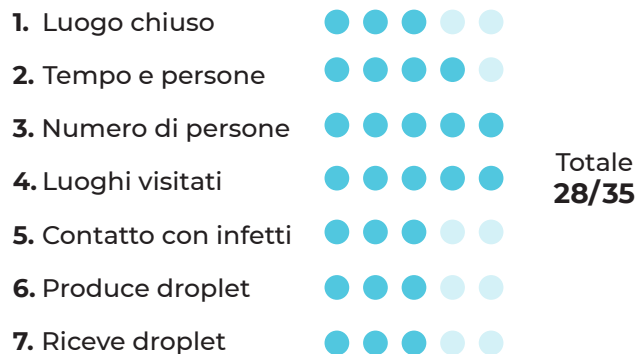 1. Luogo chiuso
2. Tempo e persone
3. Numero di persone
4. Luoghi visitati
5. Contatto con infetti
6. Produce droplet
7. Riceve droplet
Totale
28/35